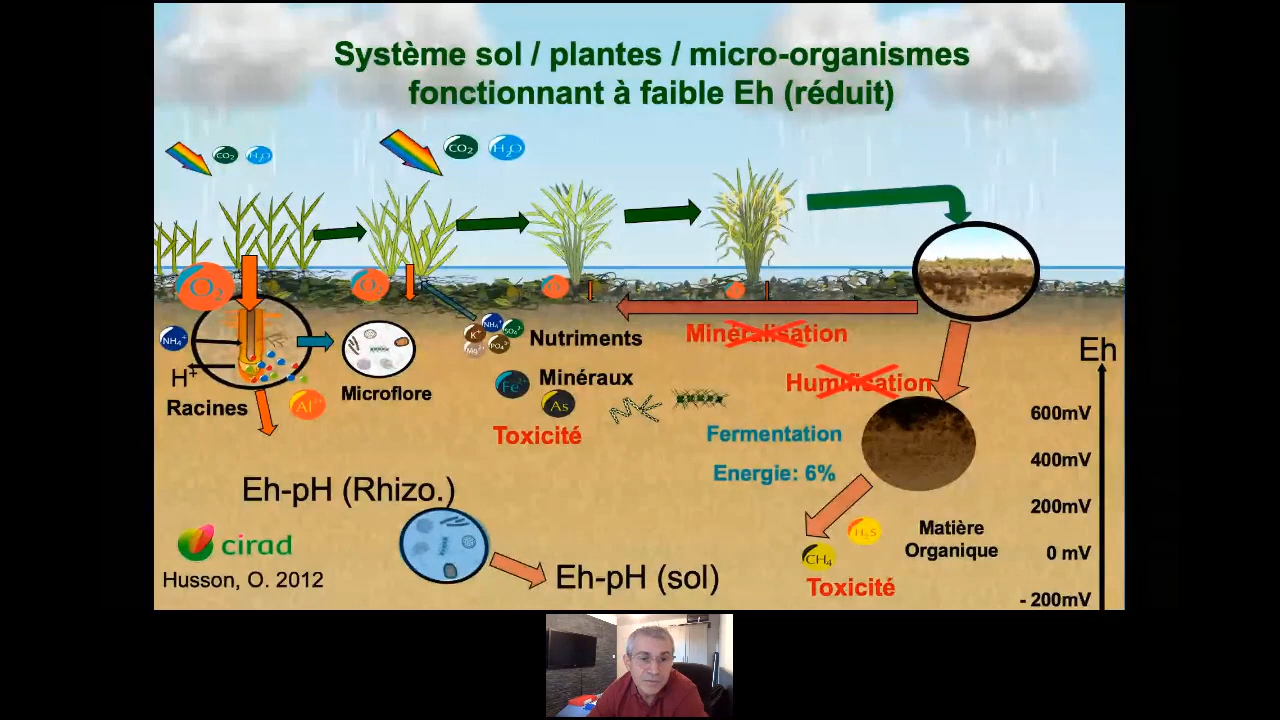 Système sol / plantes / micro-organismes
fonctionnant à faible Eh (réduit)
CO₂
H₂O
CO₂
H₂O
O₂
O₂
NH₄⁺
H⁺
Racines
Al³⁺
Microflore
K⁺
NH₄⁺
SO₄²⁻
Mg²⁺
PO₄³⁻
Nutriments
Fe²⁺
Minéraux
As
Toxicité
Minéralisation
Humification
Fermentation
Energie: 6%
Eh
600mV
400mV
200mV
0 mV
- 200mV
Matière
Organique
H₂S
CH₄
Toxicité
Eh-pH (Rhizo.)
cirad
Husson, O. 2012
Eh-pH (sol)